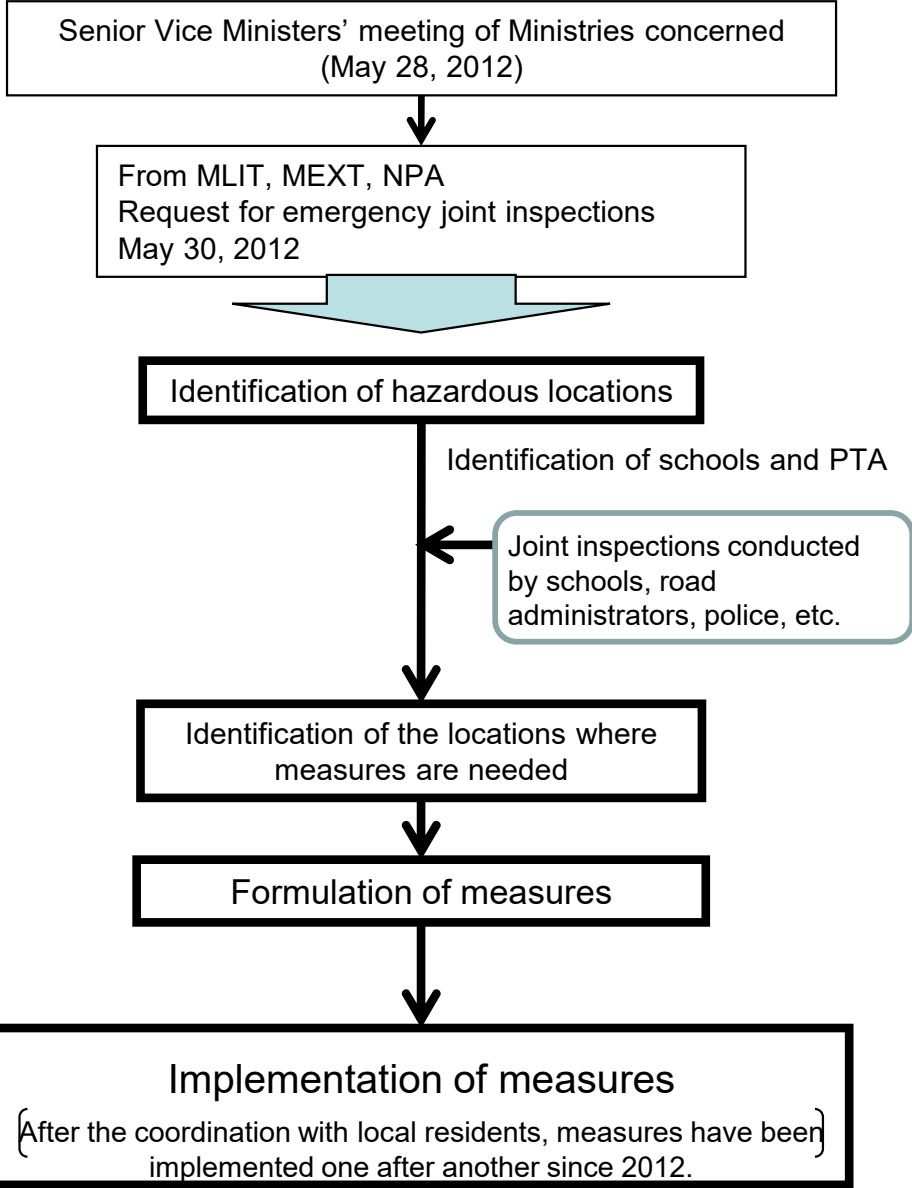 Senior Vice Ministers’ meeting of Ministries concerned
(May 28, 2012)
From MLIT, MEXT, NPA
Request for emergency joint inspections
May 30, 2012
Identification of hazardous locations
Identification of schools and PTA
Joint inspections conducted
by schools, road
administrators, police, etc.
Identification of the locations where
measures are needed
Formulation of measures
Implementation of measures
After the coordination with local residents, measures have been
implemented one after another since 2012.